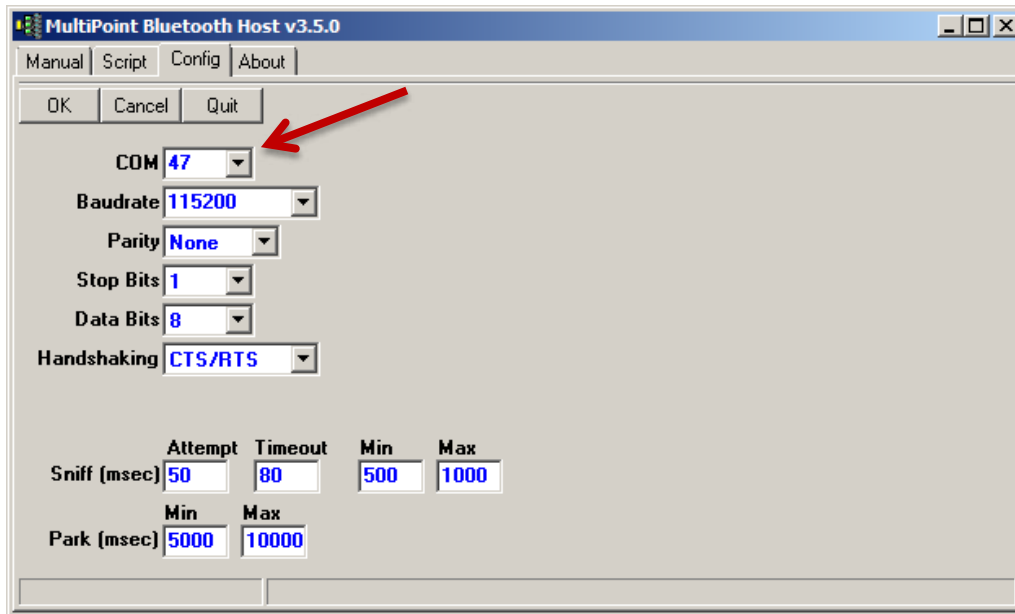 MultiPoint Bluetooth Host v3.5.0
Manual Script Config About
OK Cancel Quit
COM 47
Baudrate 115200
Parity None
Stop Bits 1
Data Bits 8
Handshaking CTS/RTS
Attempt Timeout Min Max
Sniff (msec) 50 80 500 1000
Min Max
Park (msec) 5000 10000